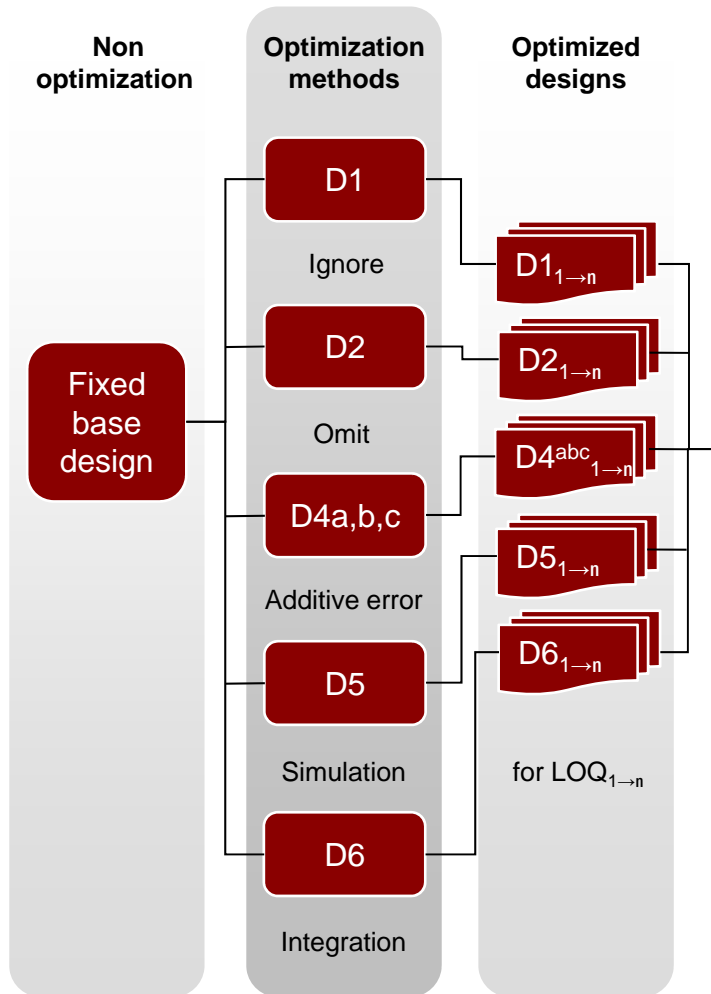 Non
optimization
Optimization
methods
Optimized
designs
Fixed
base
design
D1
Ignore
D2
Omit
D4a,b,c
Additive error
D5
Simulation
D6
Integration
D1₁→ₙ
D2₁→ₙ
D4ᵃᵇᶜ₁→ₙ
D5₁→ₙ
D6₁→ₙ
for LOQ₁→ₙ